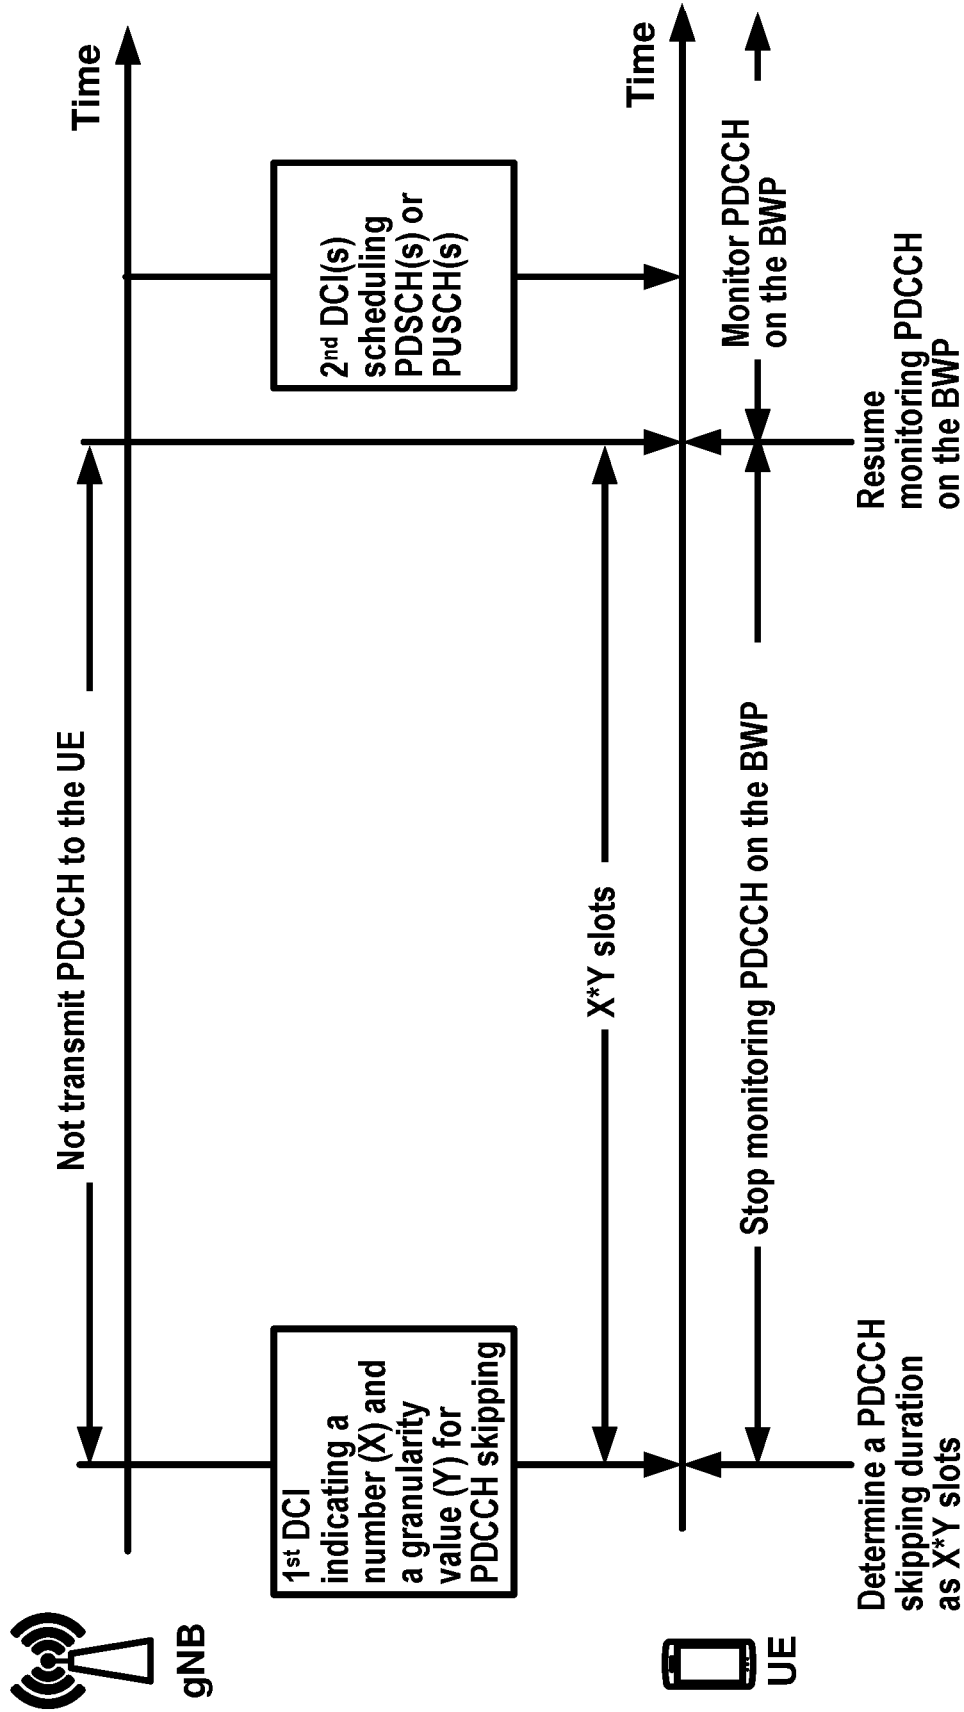 Not transmit PDCCH to the UE
Time
gNB
1st DCI
indicating a
number (X) and
a granularity
value (Y) for
PDCCH skipping
2nd DCI(s)
scheduling
PDSCH(s) or
PUSCH(s)
X*Y slots
Time
UE
Stop monitoring PDCCH on the BWP
Monitor PDCCH
on the BWP
Determine a PDCCH
skipping duration
as X*Y slots
Resume
monitoring PDCCH
on the BWP